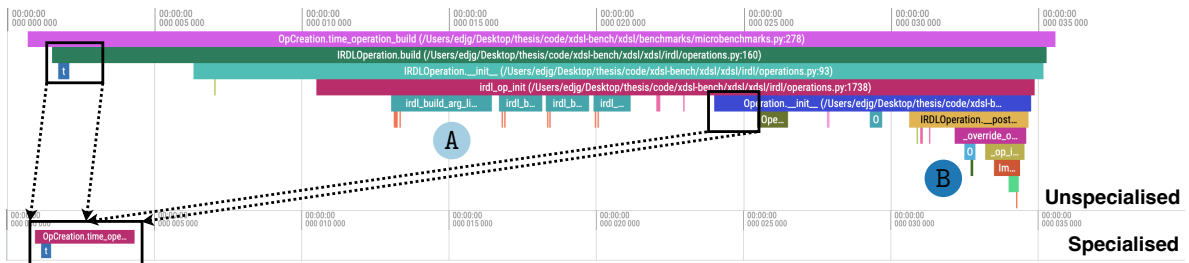 00:00:00 00:00:00 00:00:00 00:00:00 00:00:00 00:00:00 00:00:00 00:00:00
000 000 000 000 005 000 000 010 000 000 015 000 000 020 000 000 025 000 000 030 000 000 035 000
OpCreation.time_operation_build (/Users/edjg/Desktop/thesis/code/xdsl-bench/xdsl/benchmarks/microbenchmarks.py:278)
IRDLOperation.build (/Users/edjg/Desktop/thesis/code/xdsl-bench/xdsl/xdsl/irdl/operations.py:160)
t IRDLOperation.__init__ (/Users/edjg/Desktop/thesis/code/xdsl-bench/xdsl/xdsl/irdl/operations.py:93)
irdl_op_init (/Users/edjg/Desktop/thesis/code/xdsl-bench/xdsl/xdsl/irdl/operations.py:1738)
irdl_build_arg_li... irdl_b... irdl_b... irdl_... Operation.__init__ (/Users/edjg/Desktop/thesis/code/xdsl-b...
Ope... O IRDLOperation.__post...
A _override_o...
O _op_i...
B Im...
Unspecialised
00:00:00 00:00:00 00:00:00 00:00:00 00:00:00 00:00:00 00:00:00
000 005 000 000 010 000 000 015 000 000 020 000 000 025 000 000 030 000 000 035 000
OpCreation.time_ope...
t
Specialised